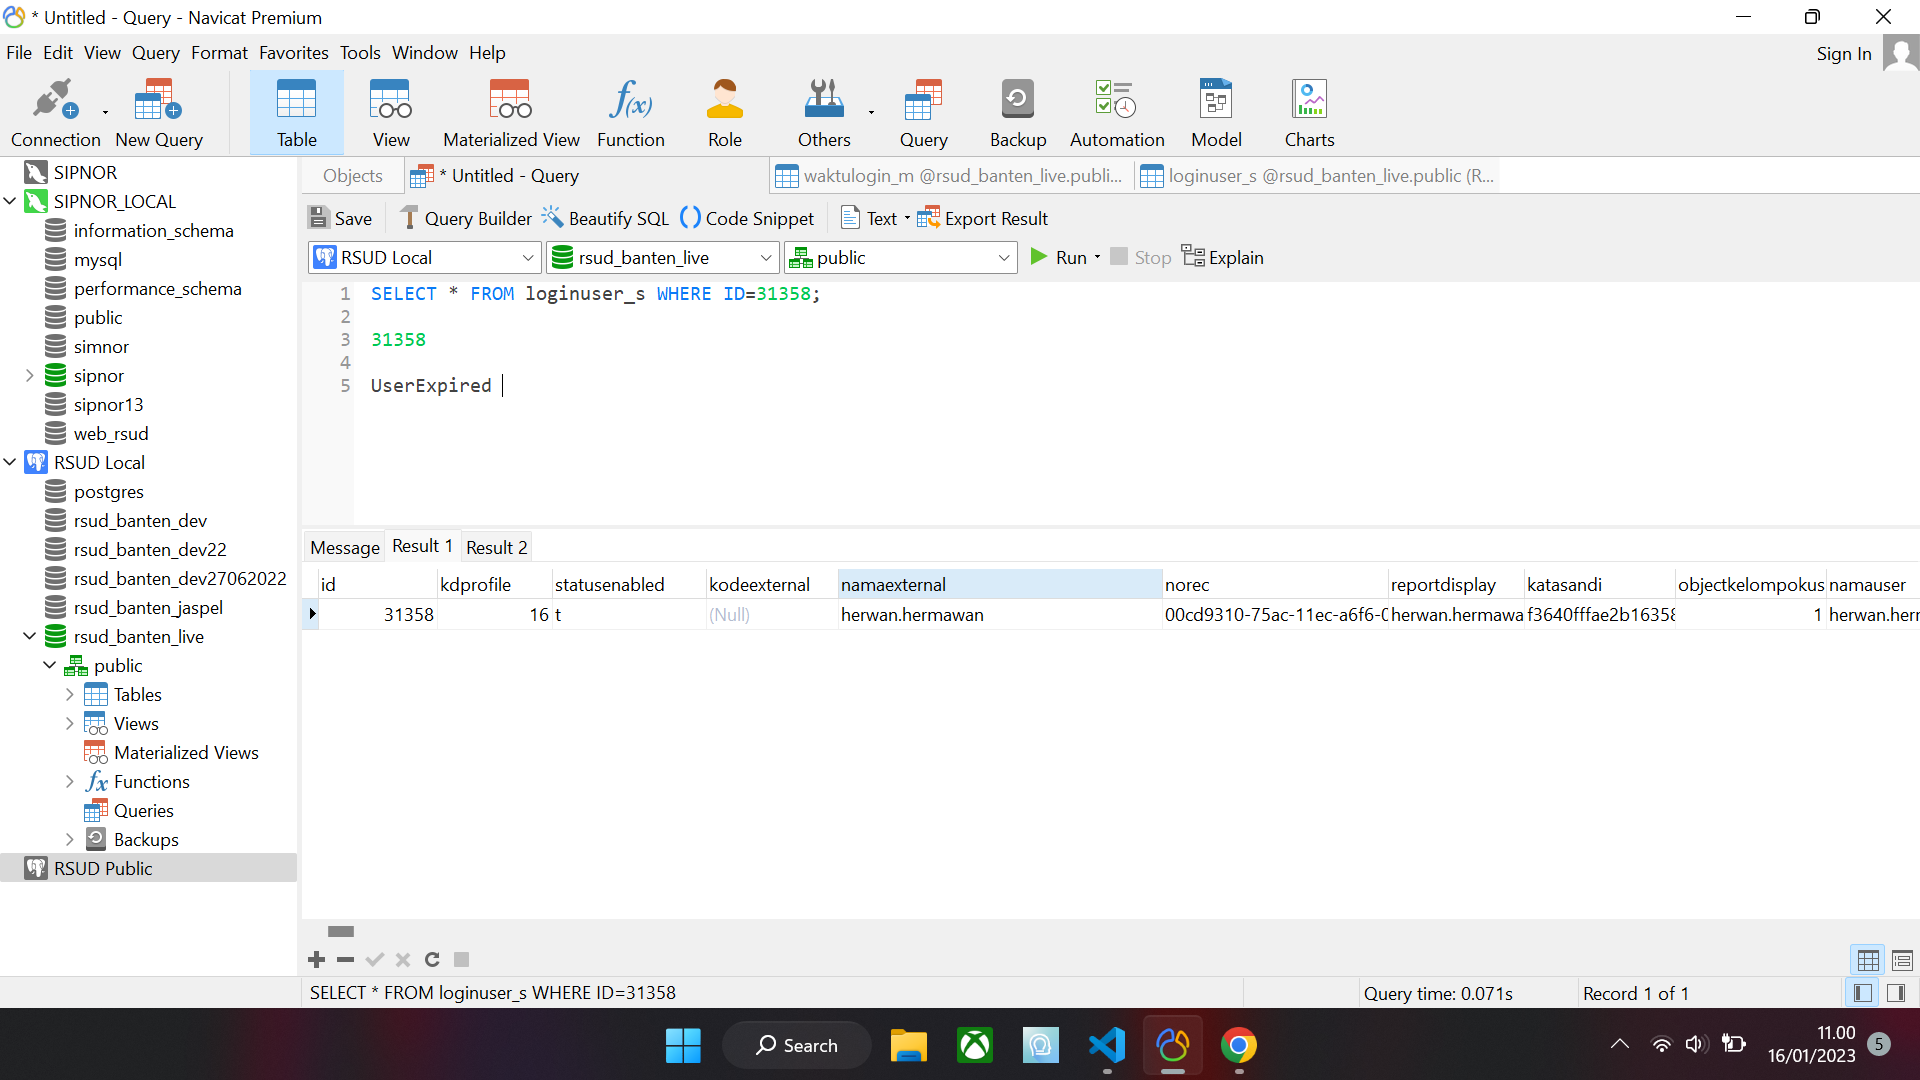 * Untitled - Query - Navicat Premium
File Edit View Query Format Favorites Tools Window Help
Sign In
Connection New Query Table View Materialized View Function Role Others Query Backup Automation Model Charts
SIPNOR
SIPNOR_LOCAL
information_schema
mysql
performance_schema
public
simnor
sipnor
sipnor13
web_rsud
RSUD Local
postgres
rsud_banten_dev
rsud_banten_dev22
rsud_banten_dev27062022
rsud_banten_jaspel
rsud_banten_live
public
Tables
Views
Materialized Views
Functions
Queries
Backups
RSUD Public
Objects * Untitled - Query waktulogin_m @rsud_banten_live.publi... loginuser_s @rsud_banten_live.public (R...
Save Query Builder Beautify SQL Code Snippet Text Export Result
RSUD Local rsud_banten_live public Run Stop Explain
1 SELECT * FROM loginuser_s WHERE ID=31358;
2
3 31358
4
5 UserExpired
Message Result 1 Result 2
id kdprofile statusenabled kodeexternal namaexternal norec reportdisplay katasandi objectkelompokus namauser
31358 16 t (Null) herwan.hermawan 00cd9310-75ac-11ec-a6f6-0 herwan.hermawa f3640fffae2b16358 1 herwan.herr
SELECT * FROM loginuser_s WHERE ID=31358 Query time: 0.071s Record 1 of 1
Search
11.00
16/01/2023
5